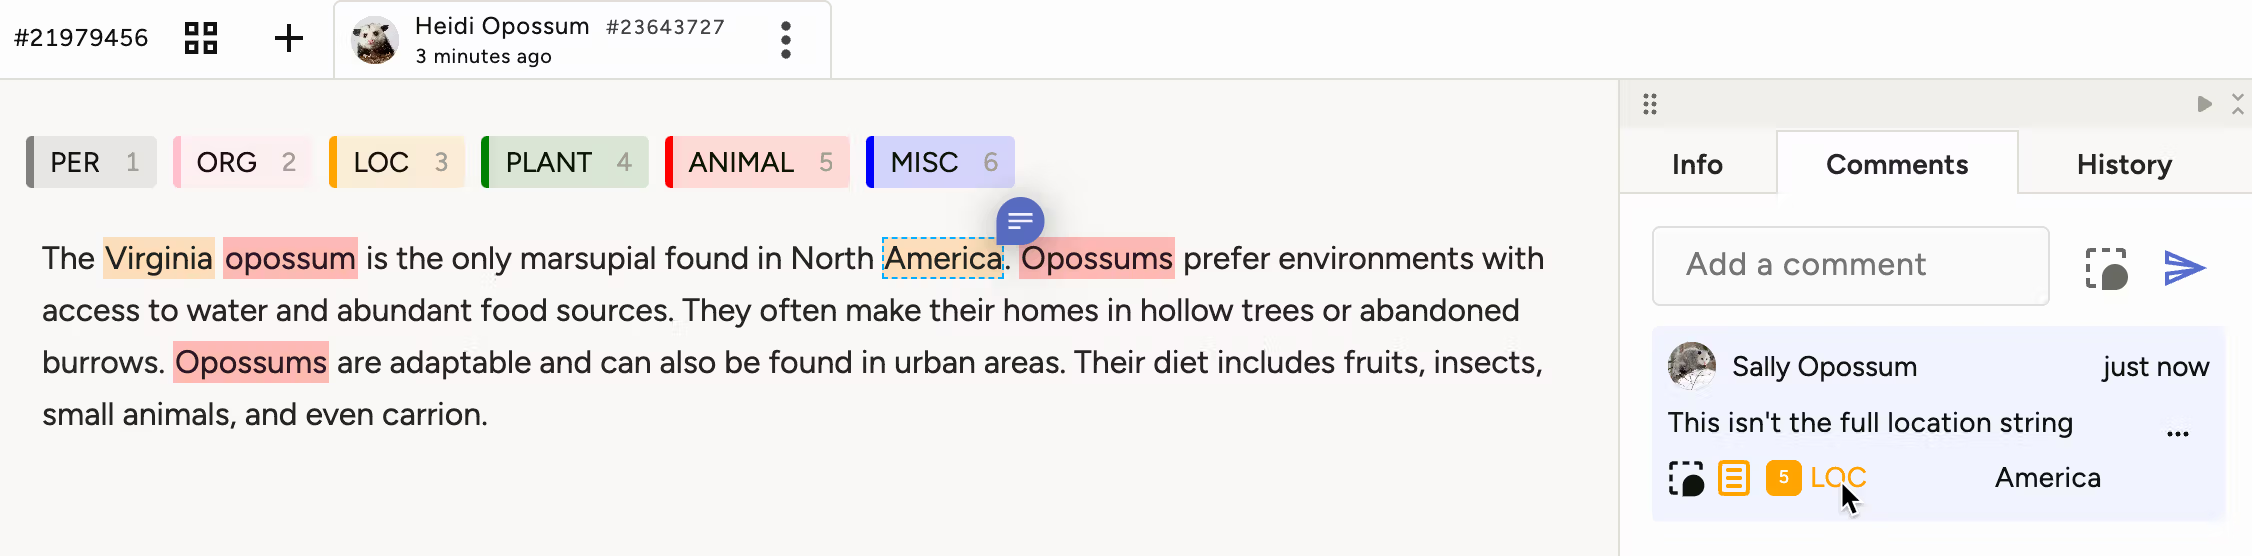 #21979456
Heidi Opossum #23643727
3 minutes ago
PER 1 ORG 2 LOC 3 PLANT 4 ANIMAL 5 MISC 6
The Virginia opossum is the only marsupial found in North America. Opossums prefer environments with
access to water and abundant food sources. They often make their homes in hollow trees or abandoned
burrows. Opossums are adaptable and can also be found in urban areas. Their diet includes fruits, insects,
small animals, and even carrion.
Info Comments History
Add a comment
Sally Opossum just now
This isn't the full location string ...
5 LOC America